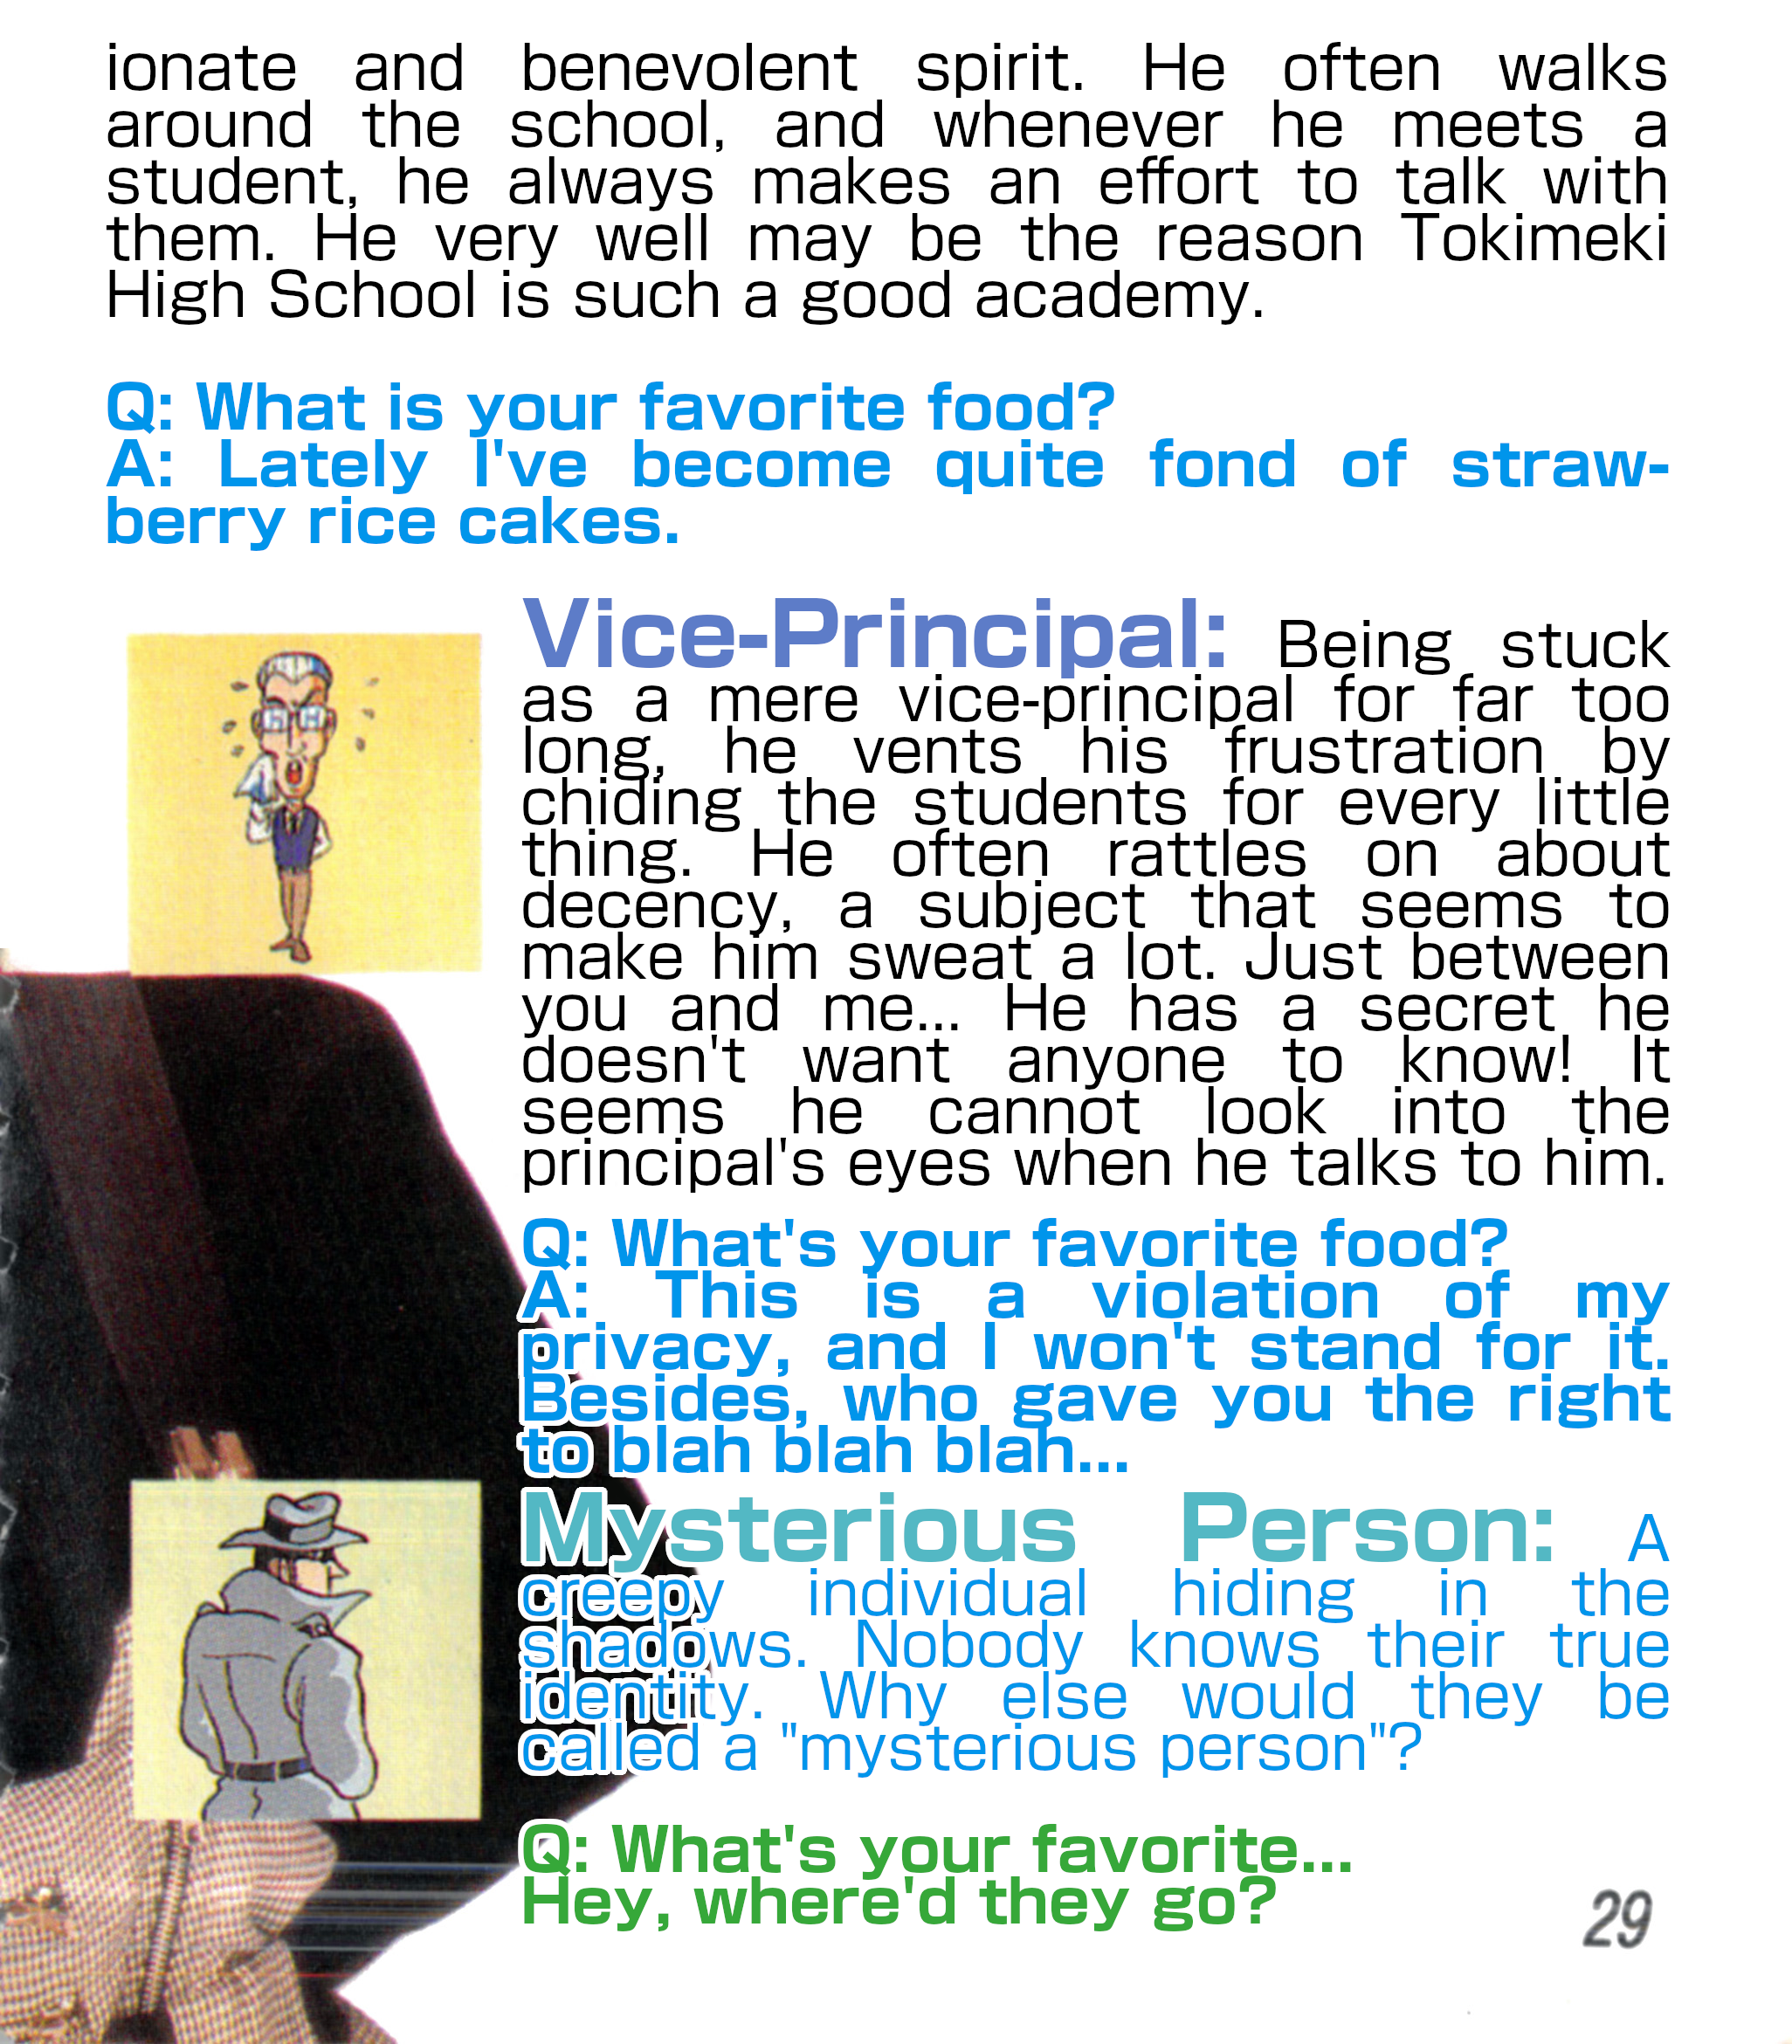 ionate and benevolent spirit. He often walks
around the school, and whenever he meets a
student, he always makes an effort to talk with
them. He very well may be the reason Tokimeki
High School is such a good academy.
Q: What is your favorite food?
A: Lately I've become quite fond of straw-
berry rice cakes.
Vice-Principal: Being stuck
as a mere vice-principal for far too
long, he vents his frustration by
chiding the students for every little
thing. He often rattles on about
decency, a subject that seems to
make him sweat a lot. Just between
you and me... He has a secret he
doesn't want anyone to know! It
seems he cannot look into the
principal's eyes when he talks to him.
Q: What's your favorite food?
A: This is a violation of my
privacy, and I won't stand for it.
Besides, who gave you the right
to blah blah blah...
Mysterious Person: A
creepy individual hiding in the
shadows. Nobody knows their true
identity. Why else would they be
called a "mysterious person"?
Q: What's your favorite...
Hey, where'd they go?
29